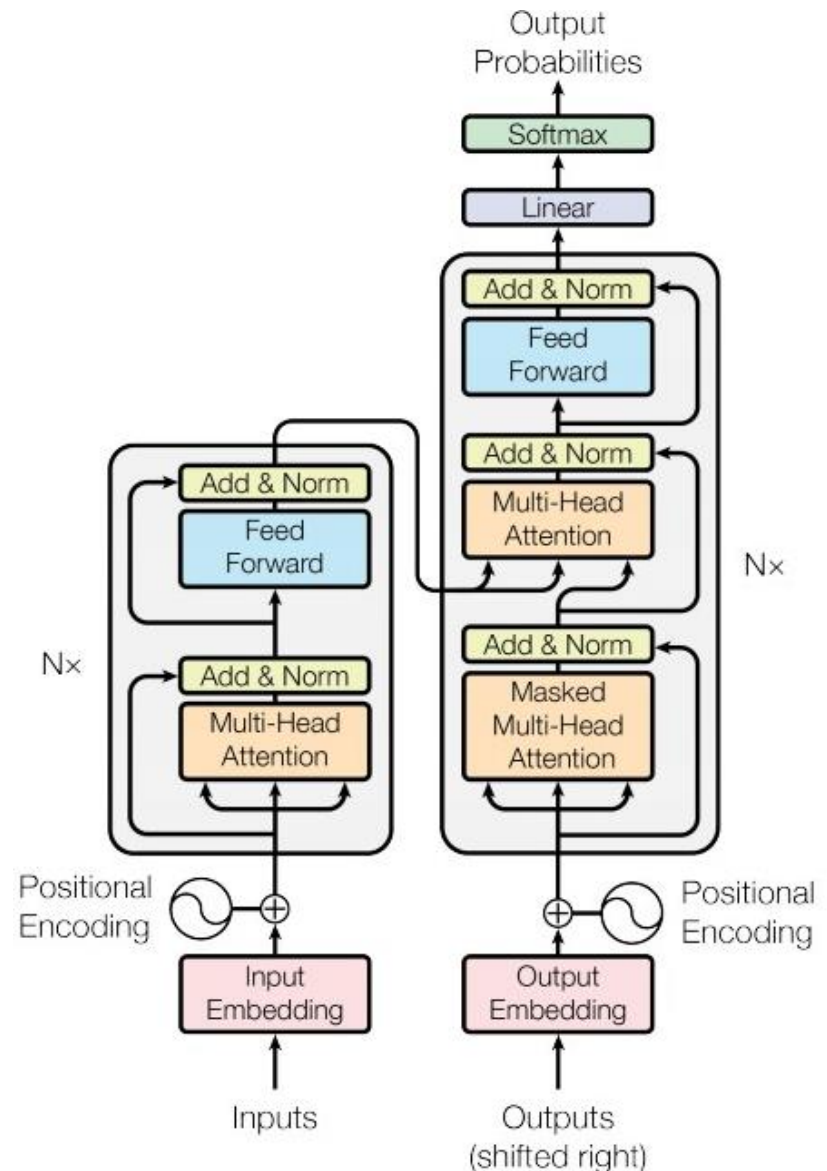 Output
Probabilities
Softmax
Linear
Add & Norm
Feed
Forward
Add & Norm
Multi-Head
Attention
Nx
Add & Norm
Masked
Multi-Head
Attention
Add & Norm
Feed
Forward
Nx
Add & Norm
Multi-Head
Attention
Positional
Encoding
Positional
Encoding
Input
Embedding
Output
Embedding
Inputs
Outputs
(shifted right)